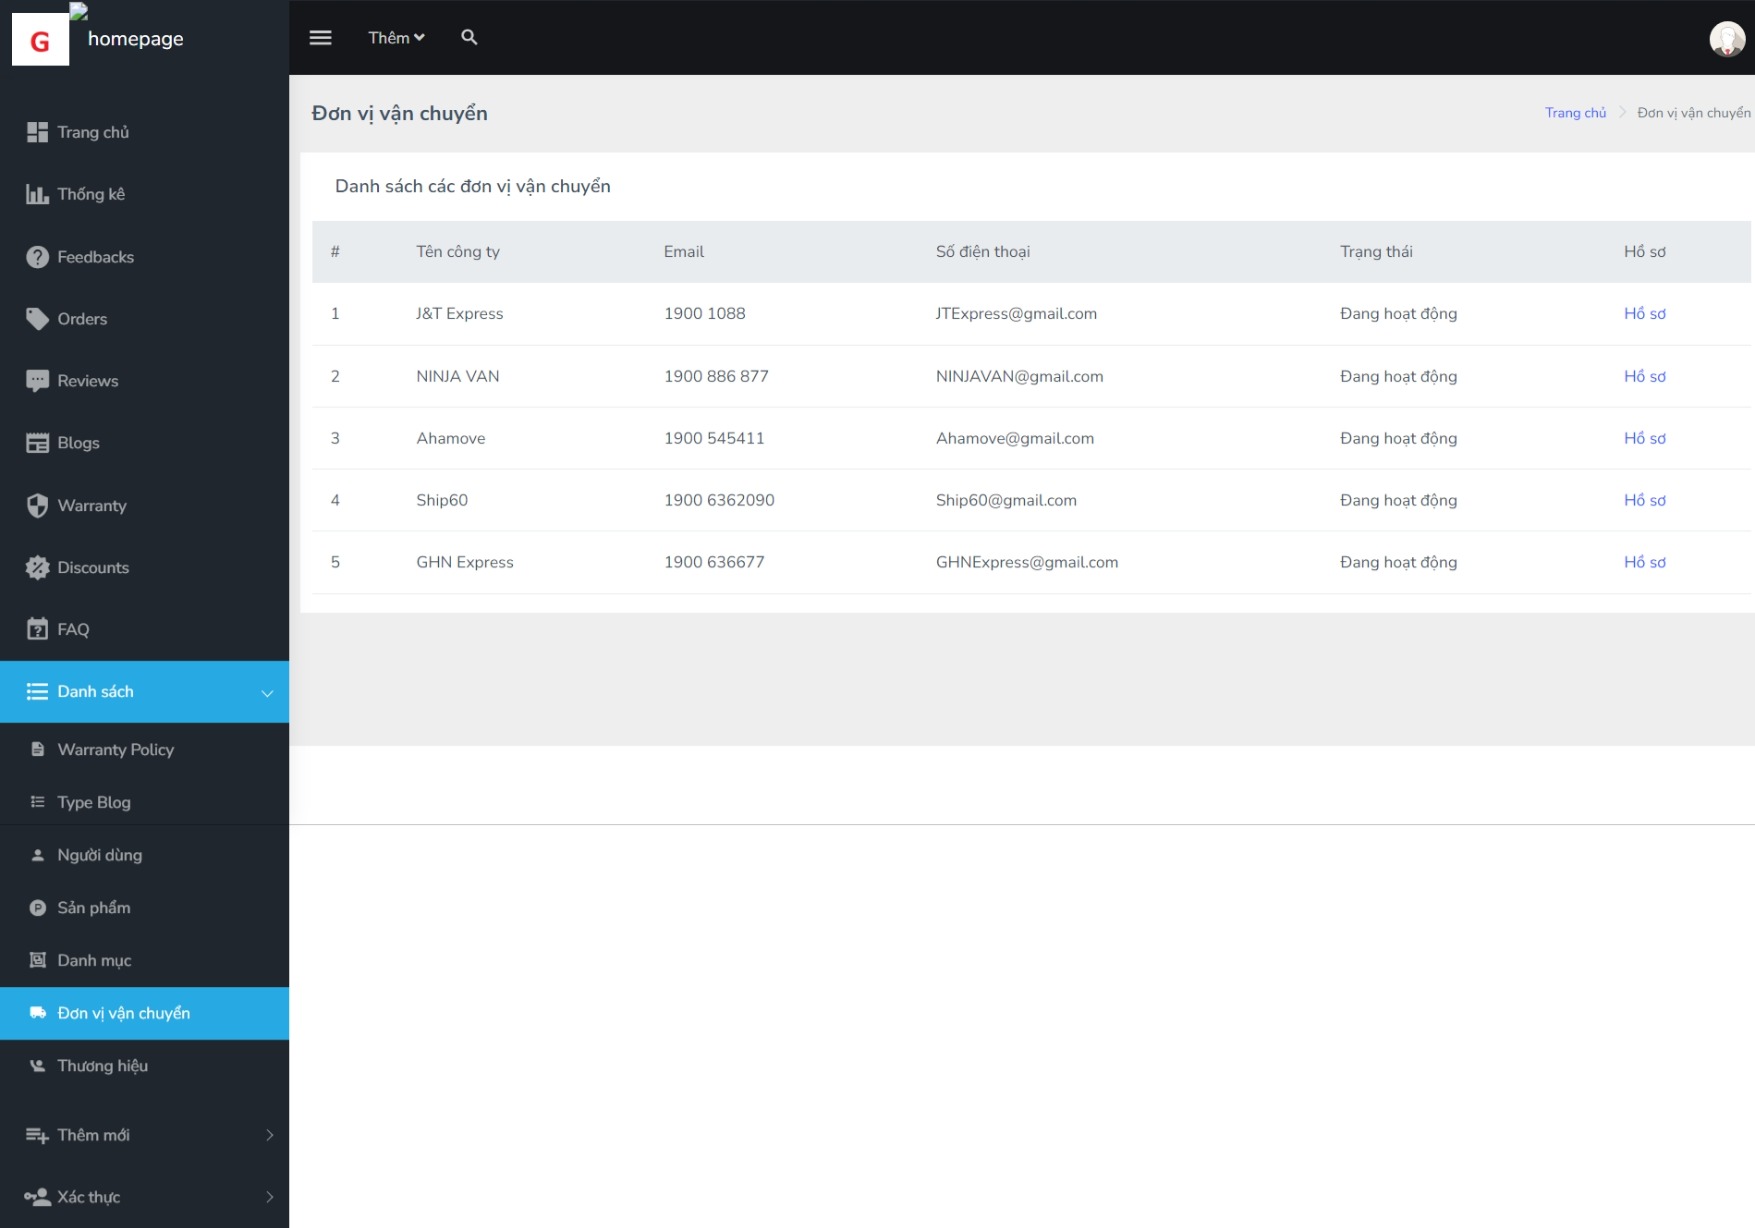 G
homepage
Thêm
Trang chủ
Thống kê
Feedbacks
Orders
Reviews
Blogs
Warranty
Discounts
FAQ
Danh sách
Warranty Policy
Type Blog
Người dùng
Sản phẩm
Danh mục
Đơn vị vận chuyển
Thương hiệu
Thêm mới
Xác thực
Đơn vị vận chuyển
Trang chủ > Đơn vị vận chuyển
Danh sách các đơn vị vận chuyển
# Tên công ty Email Số điện thoại Trạng thái Hồ sơ
1 J&T Express 1900 1088 JTExpress@gmail.com Đang hoạt động Hồ sơ
2 NINJA VAN 1900 886 877 NINJAVAN@gmail.com Đang hoạt động Hồ sơ
3 Ahamove 1900 545411 Ahamove@gmail.com Đang hoạt động Hồ sơ
4 Ship60 1900 6362090 Ship60@gmail.com Đang hoạt động Hồ sơ
5 GHN Express 1900 636677 GHNExpress@gmail.com Đang hoạt động Hồ sơ